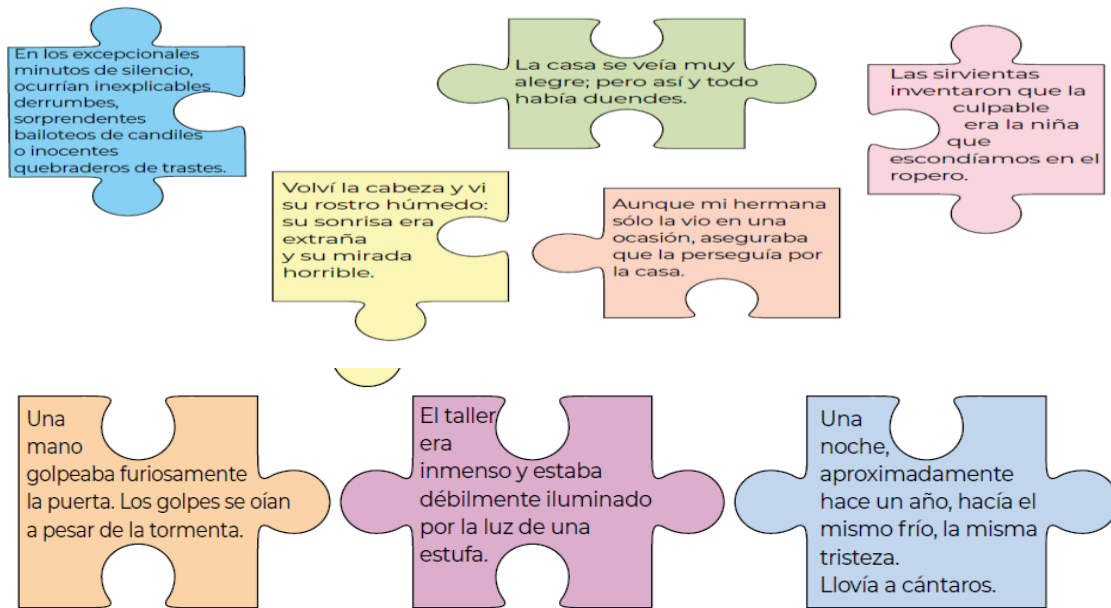 En los excepcionales
minutos de silencio,
ocurrían inexplicables
derrumbes,
sorprendentes
bailoteos de candiles
o inocentes
quebraderos de trastes.
La casa se veía muy
alegre; pero así y todo
había duendes.
Las sirvientas
inventaron que la
culpable
era la niña
que
escondíamos en el
ropero.
Volví la cabeza y vi
su rostro húmedo:
su sonrisa era
extraña
y su mirada
horrible.
Aunque mi hermana
sólo la vio en una
ocasión, aseguraba
que la perseguía por
la casa.
Una
mano
golpeaba furiosamente
la puerta. Los golpes se oían
a pesar de la tormenta.
El taller
era
inmenso y estaba
débilmente iluminado
por la luz de una
estufa.
Una
noche,
aproximadamente
hace un año, hacía el
mismo frío, la misma
tristeza.
Llovía a cántaros.